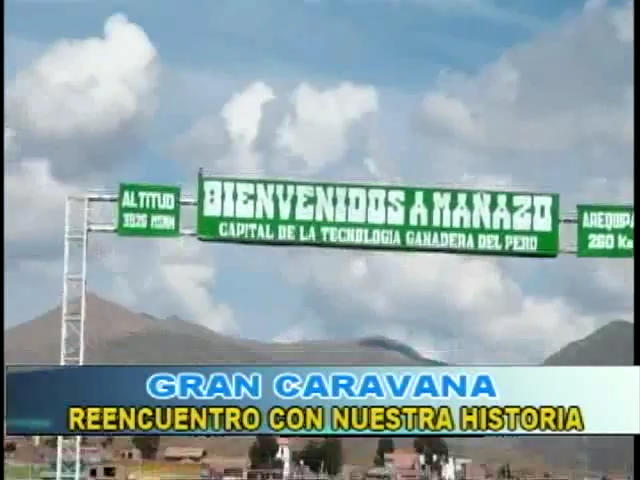 BIENVENIDOS A MAÑAZO
CAPITAL DE LA TECNOLOGIA GANADERA DEL PERU
ALTITUD
3926 MSNM
AREQUIPA
260 Km
GRAN CARAVANA
REENCUENTRO CON NUESTRA HISTORIA